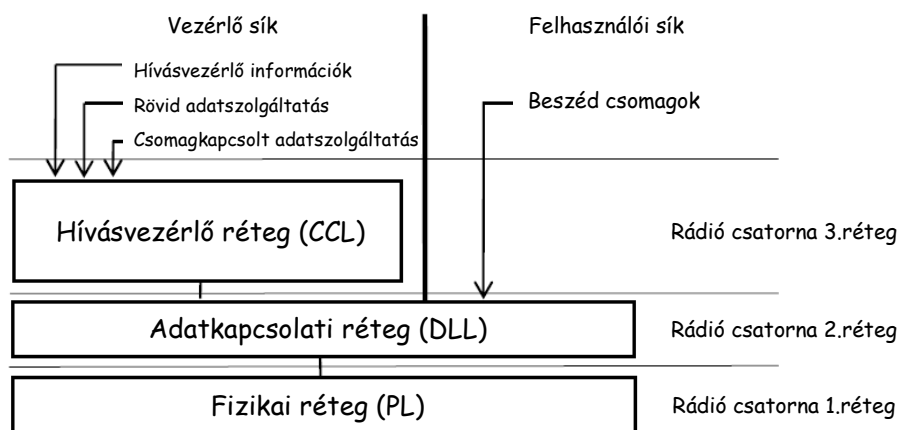 Vezérlő sík
Felhasználói sík
Hívásvezérlő információk
Rövid adatszolgáltatás
Beszéd csomagok
Csomagkapcsolt adatszolgáltatás
Hívásvezérlő réteg (CCL)
Rádió csatorna 3.réteg
Adatkapcsolati réteg (DLL)
Rádió csatorna 2.réteg
Fizikai réteg (PL)
Rádió csatorna 1.réteg